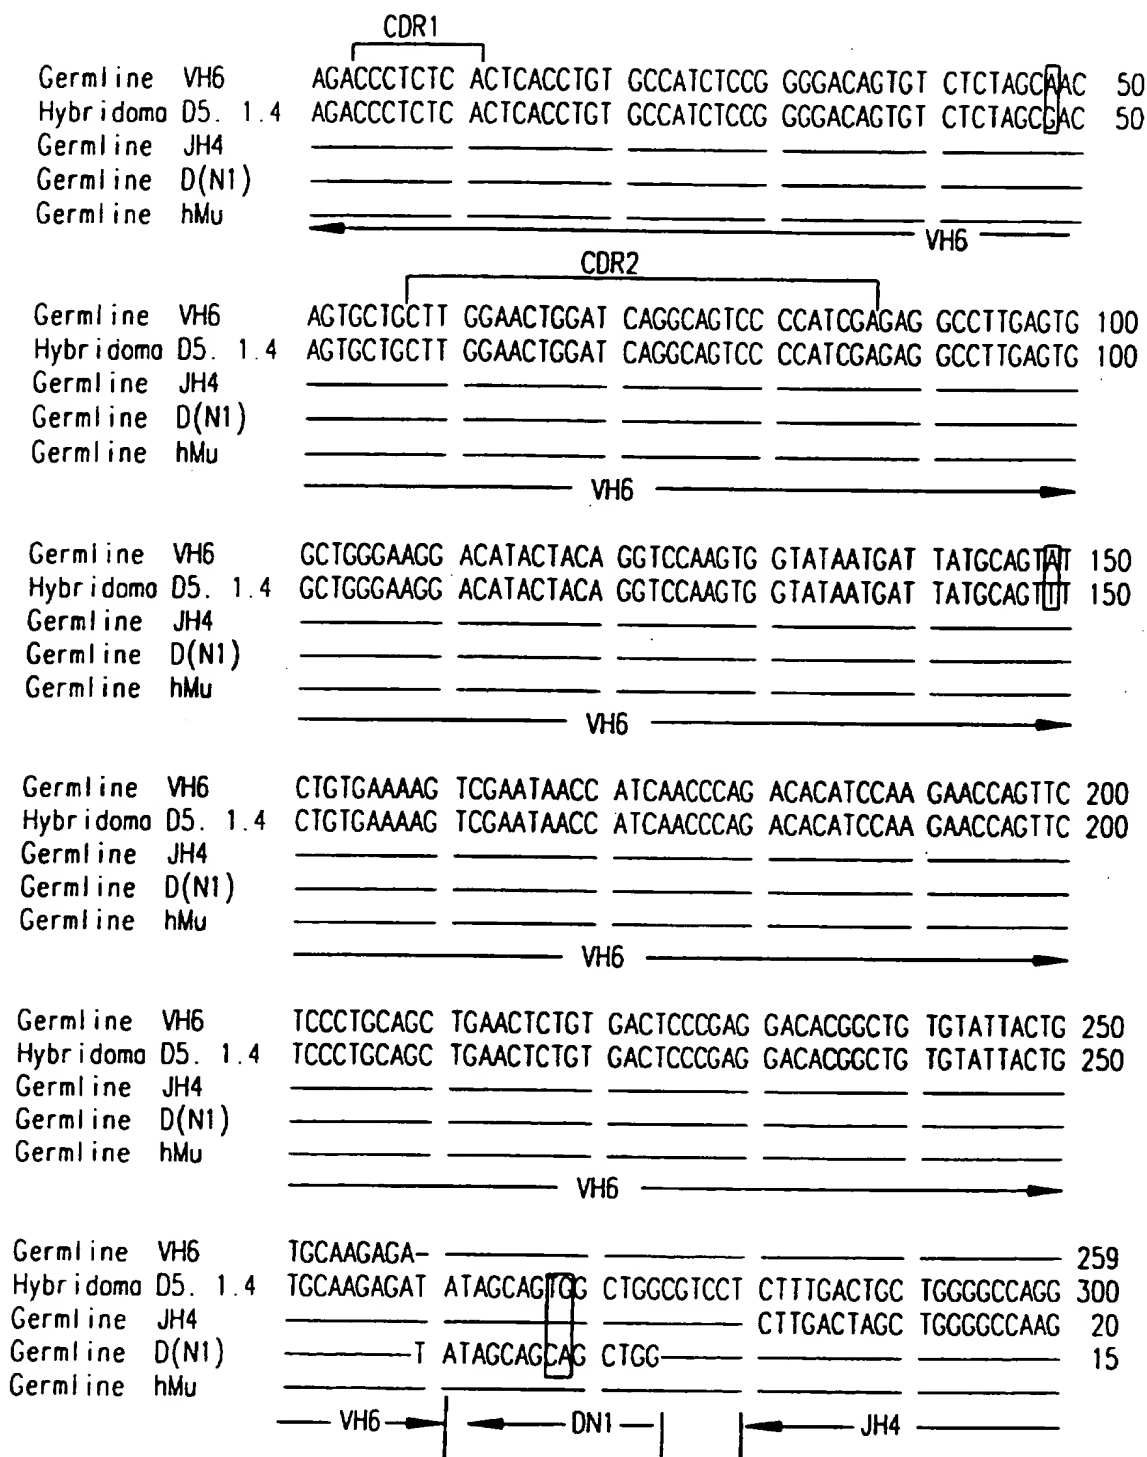 CDR1
Germline VH6 AGACCCTCTC ACTCACCTGT GCCATCTCCG GGGACAGTGT CTCTAGCAAC 50
Hybridoma D5. 1.4 AGACCCTCTC ACTCACCTGT GCCATCTCCG GGGACAGTGT CTCTAGCGAC 50
Germline JH4
Germline D(N1)
Germline hMu
VH6
CDR2
Germline VH6 AGTGCTGCTT GGAACTGGAT CAGGCAGTCC CCATCGAGAG GCCTTGAGTG 100
Hybridoma D5. 1.4 AGTGCTGCTT GGAACTGGAT CAGGCAGTCC CCATCGAGAG GCCTTGAGTG 100
Germline JH4
Germline D(N1)
Germline hMu
VH6
Germline VH6 GCTGGGAAGG ACATACTACA GGTCCAAGTG GTATAATGAT TATGCAGTAT 150
Hybridoma D5. 1.4 GCTGGGAAGG ACATACTACA GGTCCAAGTG GTATAATGAT TATGCAGTTT 150
Germline JH4
Germline D(N1)
Germline hMu
VH6
Germline VH6 CTGTGAAAAG TCGAATAACC ATCAACCCAG ACACATCCAA GAACCAGTTC 200
Hybridoma D5. 1.4 CTGTGAAAAG TCGAATAACC ATCAACCCAG ACACATCCAA GAACCAGTTC 200
Germline JH4
Germline D(N1)
Germline hMu
VH6
Germline VH6 TCCCTGCAGC TGAACTCTGT GACTCCCGAG GACACGGCTG TGTATTACTG 250
Hybridoma D5. 1.4 TCCCTGCAGC TGAACTCTGT GACTCCCGAG GACACGGCTG TGTATTACTG 250
Germline JH4
Germline D(N1)
Germline hMu
VH6
Germline VH6 TGCAAGAGA- 259
Hybridoma D5. 1.4 TGCAAGAGAT ATAGCAGTGG CTGGCGTCCT CTTTGACTGC TGGGGCCAGG 300
Germline JH4 CTTGACTAGC TGGGGCCAAG 20
Germline D(N1) T ATAGCAGCAG CTGG 15
Germline hMu
VH6 DN1 JH4